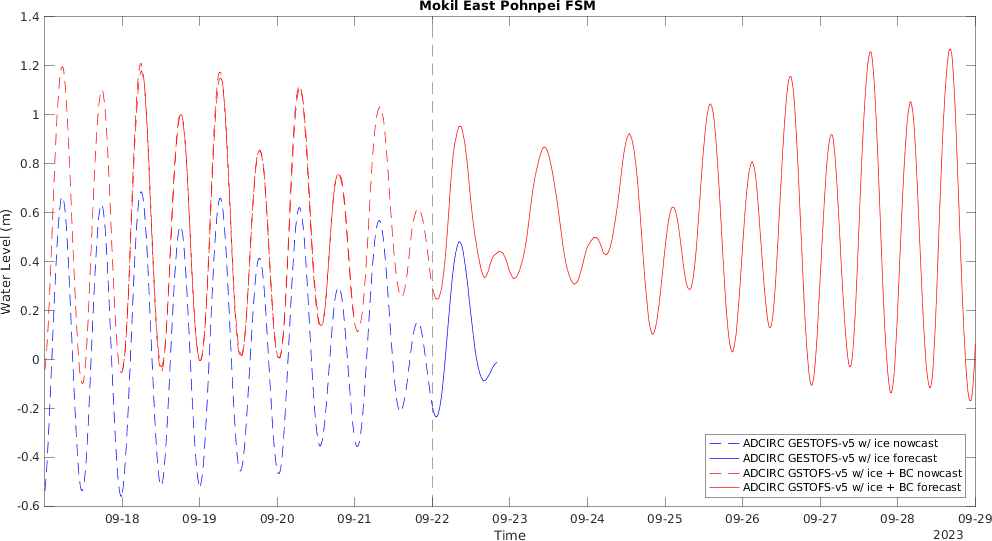 Mokil East Pohnpei FSM
1.4
1.2
1
0.8
0.6
0.4
0.2
0
-0.2
-0.4
-0.6
Water Level (m)
ADCIRC GESTOFS-v5 w/ ice nowcast
ADCIRC GESTOFS-v5 w/ ice forecast
ADCIRC GSTOFS-v5 w/ ice + BC nowcast
ADCIRC GSTOFS-v5 w/ ice + BC forecast
09-18 09-19 09-20 09-21 09-22 09-23 09-24 09-25 09-26 09-27 09-28 09-29
Time
2023